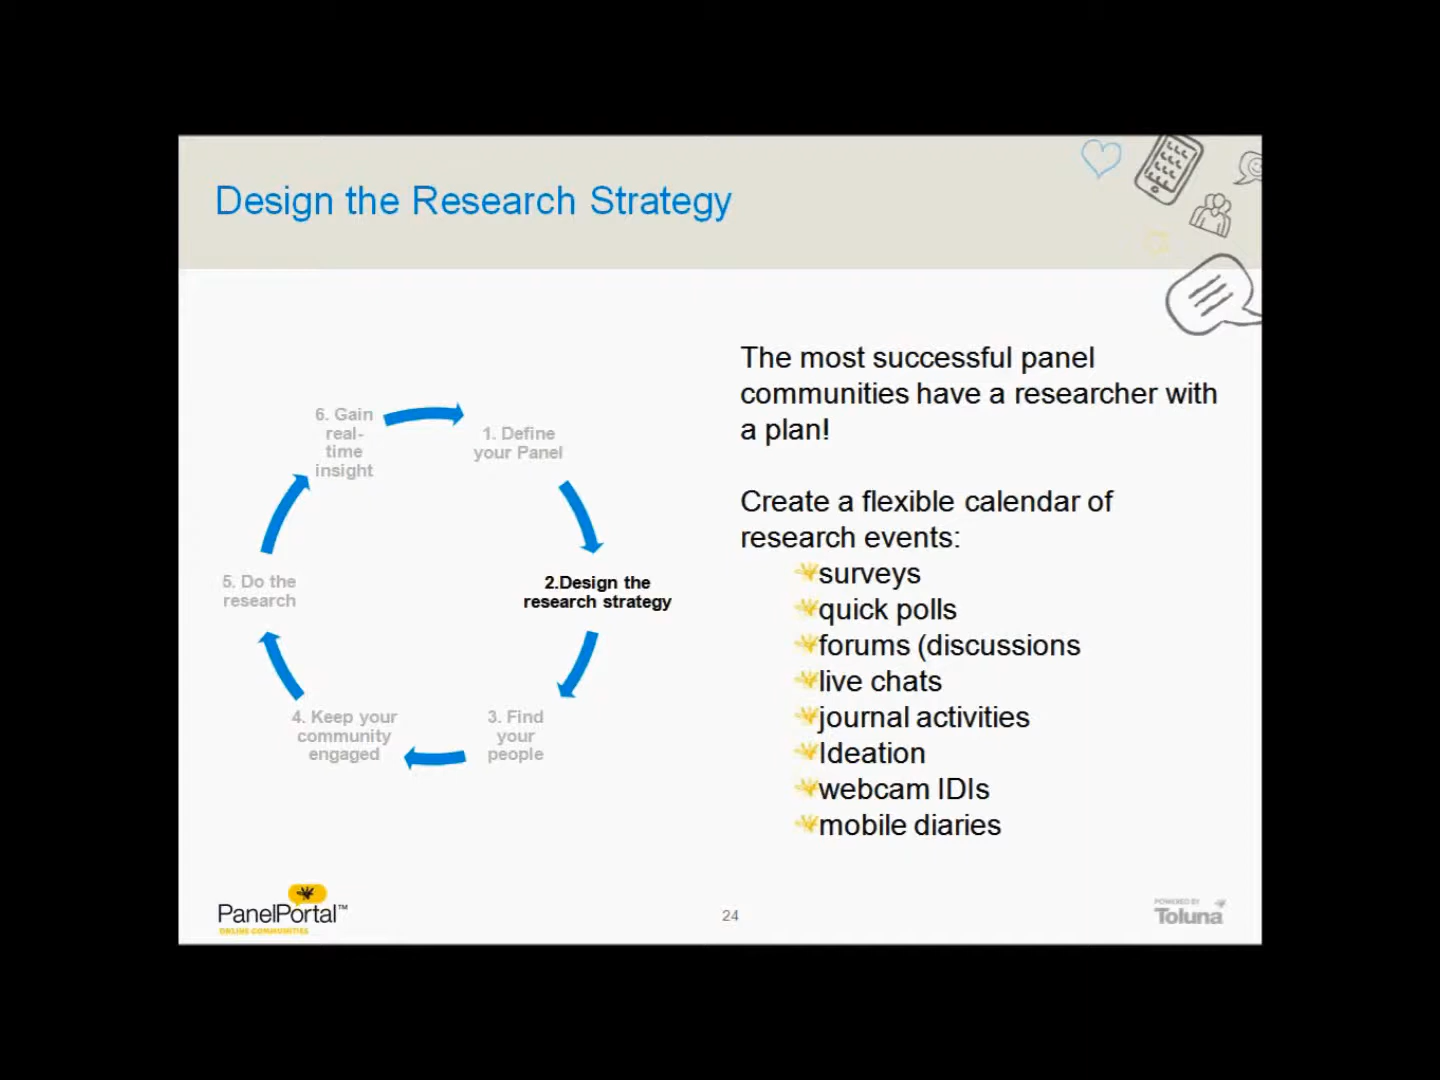 Design the Research Strategy
The most successful panel
communities have a researcher with
a plan!
Create a flexible calendar of
research events:
surveys
quick polls
forums (discussions
live chats
journal activities
Ideation
webcam IDIs
mobile diaries
6. Gain
real-
time
insight
1. Define
your Panel
2.Design the
research strategy
3. Find
your
people
4. Keep your
community
engaged
5. Do the
research
PanelPortal™
ONLINE COMMUNITIES
24
POWERED BY
Toluna